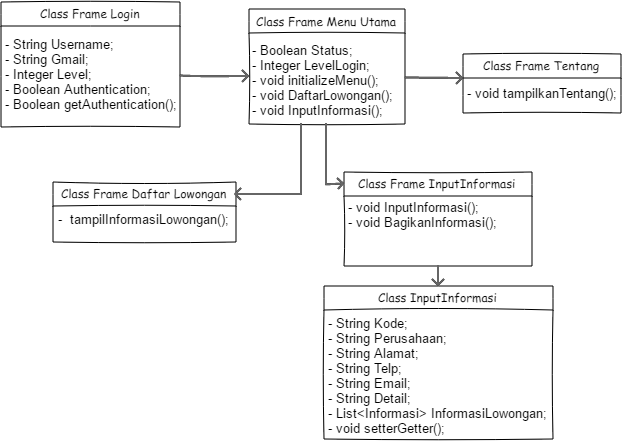 Class Frame Login
- String Username;
- String Gmail;
- Integer Level;
- Boolean Authentication;
- Boolean getAuthentication();
Class Frame Menu Utama
- Boolean Status;
- Integer LevelLogin;
- void initializeMenu();
- void DaftarLowongan();
- void InputInformasi();
Class Frame Tentang
- void tampilkanTentang();
Class Frame Daftar Lowongan
- tampilInformasiLowongan();
Class Frame InputInformasi
- void InputInformasi();
- void BagikanInformasi();
Class InputInformasi
- String Kode;
- String Perusahaan;
- String Alamat;
- String Telp;
- String Email;
- String Detail;
- List<Informasi> InformasiLowongan;
- void setterGetter();